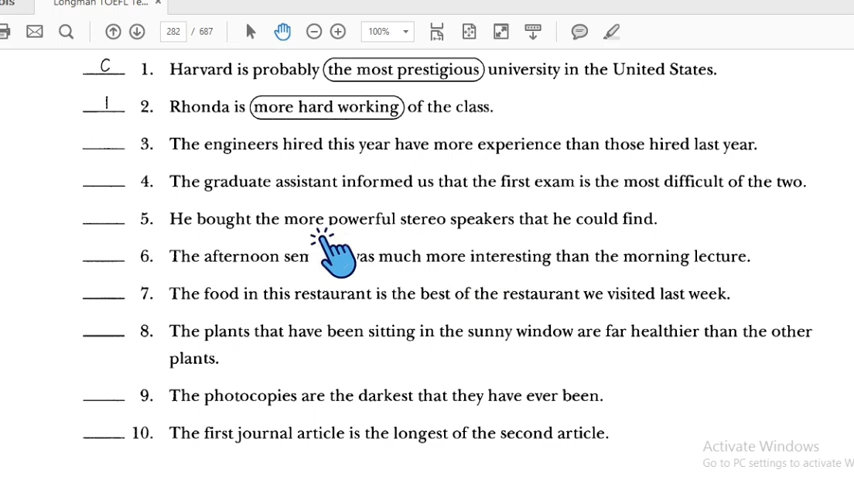 Longman TOEFL Te...
282 / 687
100%
C 1. Harvard is probably the most prestigious university in the United States.
I 2. Rhonda is more hard working of the class.
3. The engineers hired this year have more experience than those hired last year.
4. The graduate assistant informed us that the first exam is the most difficult of the two.
5. He bought the more powerful stereo speakers that he could find.
6. The afternoon was much more interesting than the morning lecture.
7. The food in this restaurant is the best of the restaurant we visited last week.
8. The plants that have been sitting in the sunny window are far healthier than the other
plants.
9. The photocopies are the darkest that they have ever been.
10. The first journal article is the longest of the second article.
Activate Windows
Go to PC settings to activate W